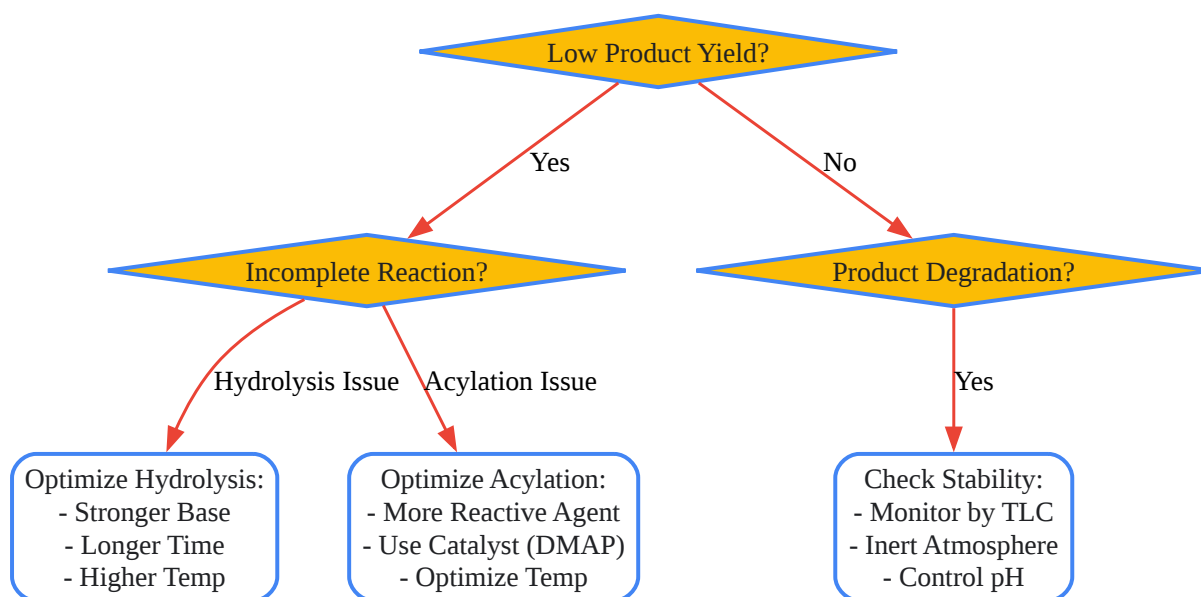 Low Product Yield?
Yes
No
Incomplete Reaction?
Product Degradation?
Hydrolysis Issue
Acylation Issue
Yes
Optimize Hydrolysis:
- Stronger Base
- Longer Time
- Higher Temp
Optimize Acylation:
- More Reactive Agent
- Use Catalyst (DMAP)
- Optimize Temp
Check Stability:
- Monitor by TLC
- Inert Atmosphere
- Control pH